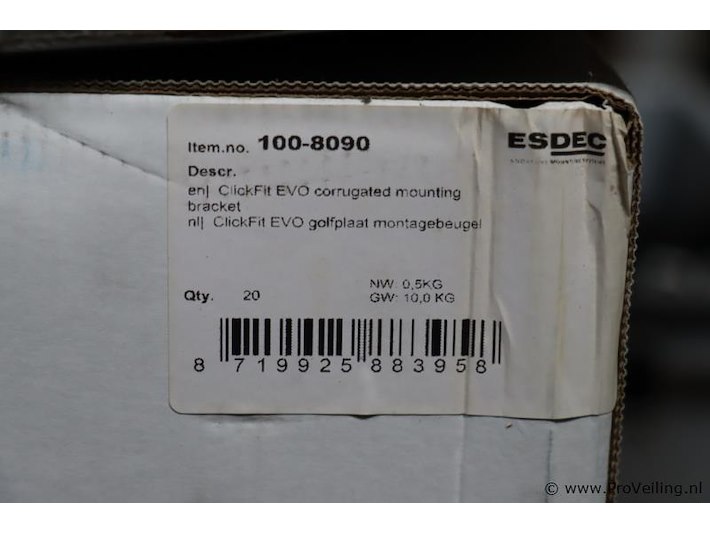 Item.no. 100-8090
ESDEC
Descr.
en| ClickFit EVO corrugated mounting
bracket
nl| ClickFit EVO golfplaat montagebeugel
NW: 0,5KG
Qty. 20
GW: 10,0 KG
8 719925 883958
© www.ProVeiling.nl